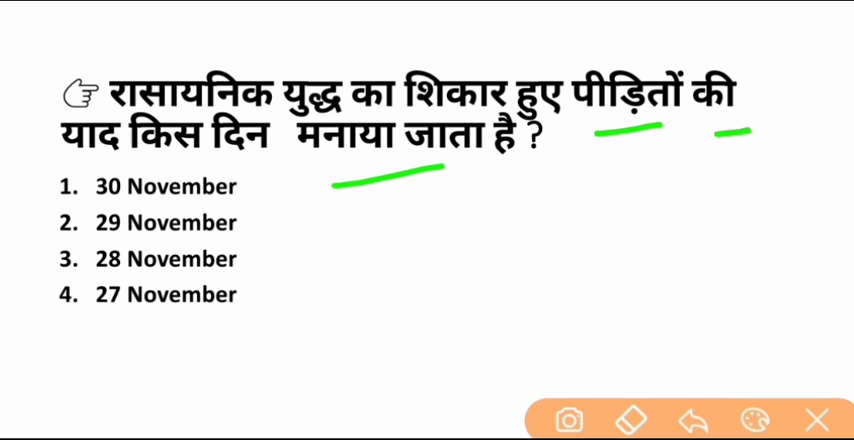 👉 रासायनिक युद्ध का शिकार हुए पीड़ितों की
याद किस दिन मनाया जाता है ?
1. 30 November
2. 29 November
3. 28 November
4. 27 November